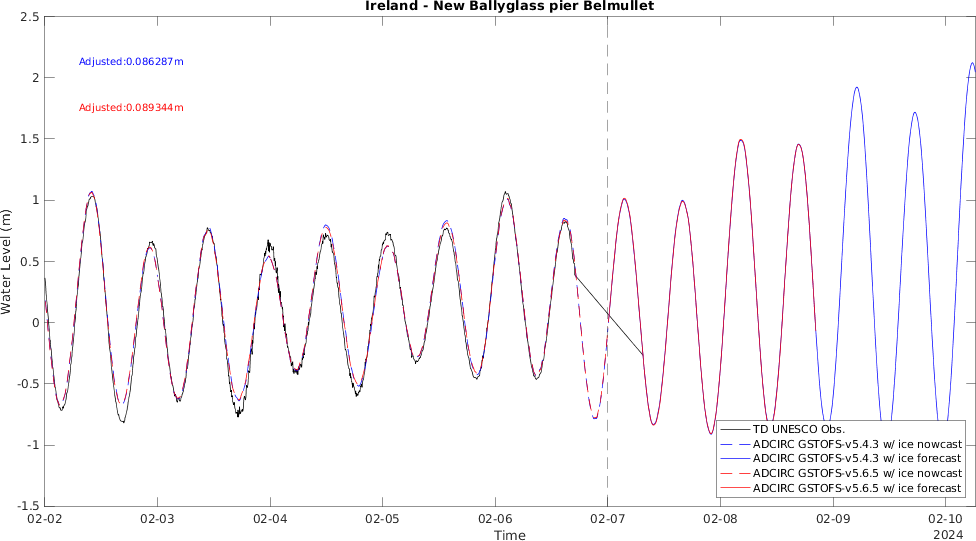 Ireland - New Ballyglass pier Belmullet
2.5
2
1.5
1
0.5
0
-0.5
-1
-1.5
Water Level (m)
Adjusted:0.086287m
Adjusted:0.089344m
TD UNESCO Obs.
ADCIRC GSTOFS-v5.4.3 w/ ice nowcast
ADCIRC GSTOFS-v5.4.3 w/ ice forecast
ADCIRC GSTOFS-v5.6.5 w/ ice nowcast
ADCIRC GSTOFS-v5.6.5 w/ ice forecast
02-02 02-03 02-04 02-05 02-06 02-07 02-08 02-09 02-10
Time
2024